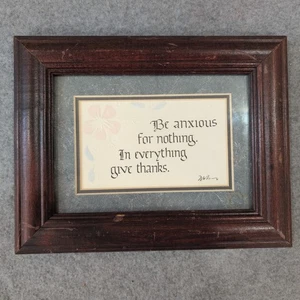 Be anxious
for nothing.
In everything
give thanks.